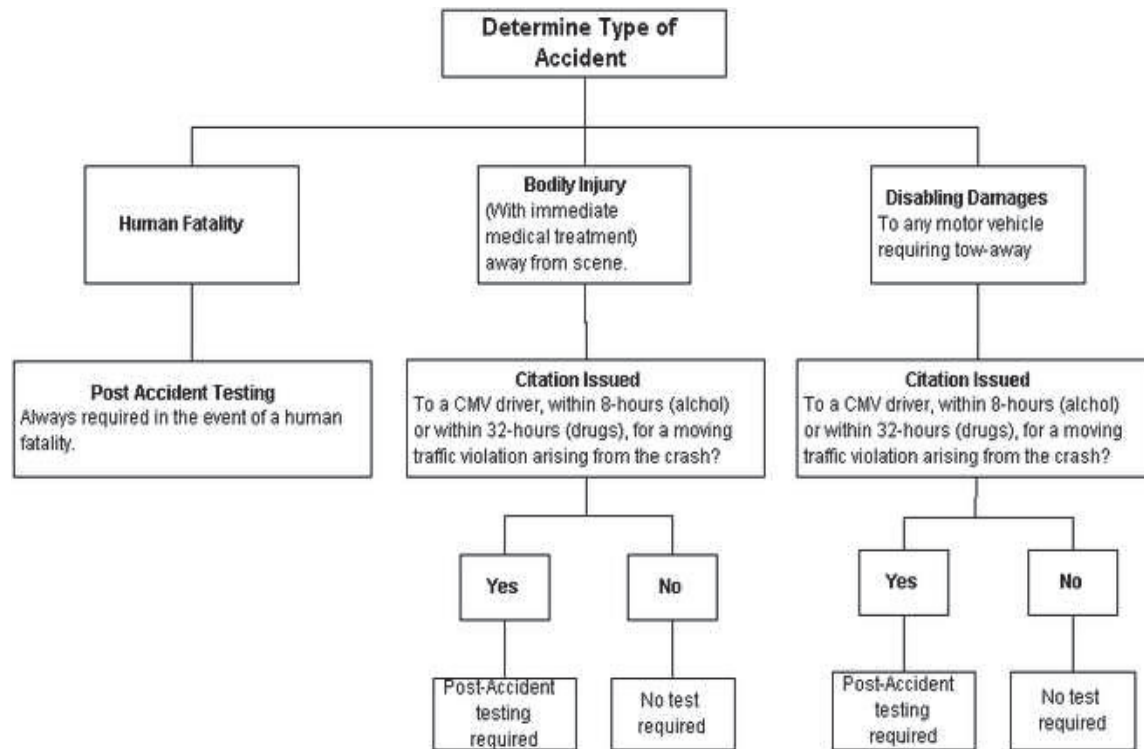 Determine Type of
Accident
Human Fatality
Bodily Injury
(With immediate
medical treatment)
away from scene.
Disabling Damages
To any motor vehicle
requiring tow-away
Post Accident Testing
Always required in the event of a human
fatality.
Citation Issued
To a CMV driver, within 8-hours (alchol)
or within 32-hours (drugs), for a moving
traffic violation arising from the crash?
Citation Issued
To a CMV driver, within 8-hours (alchol)
or within 32-hours (drugs), for a moving
traffic violation arising from the crash?
Yes
No
Yes
No
Post-Accident
testing
required
No test
required
Post-Accident
testing
required
No test
required